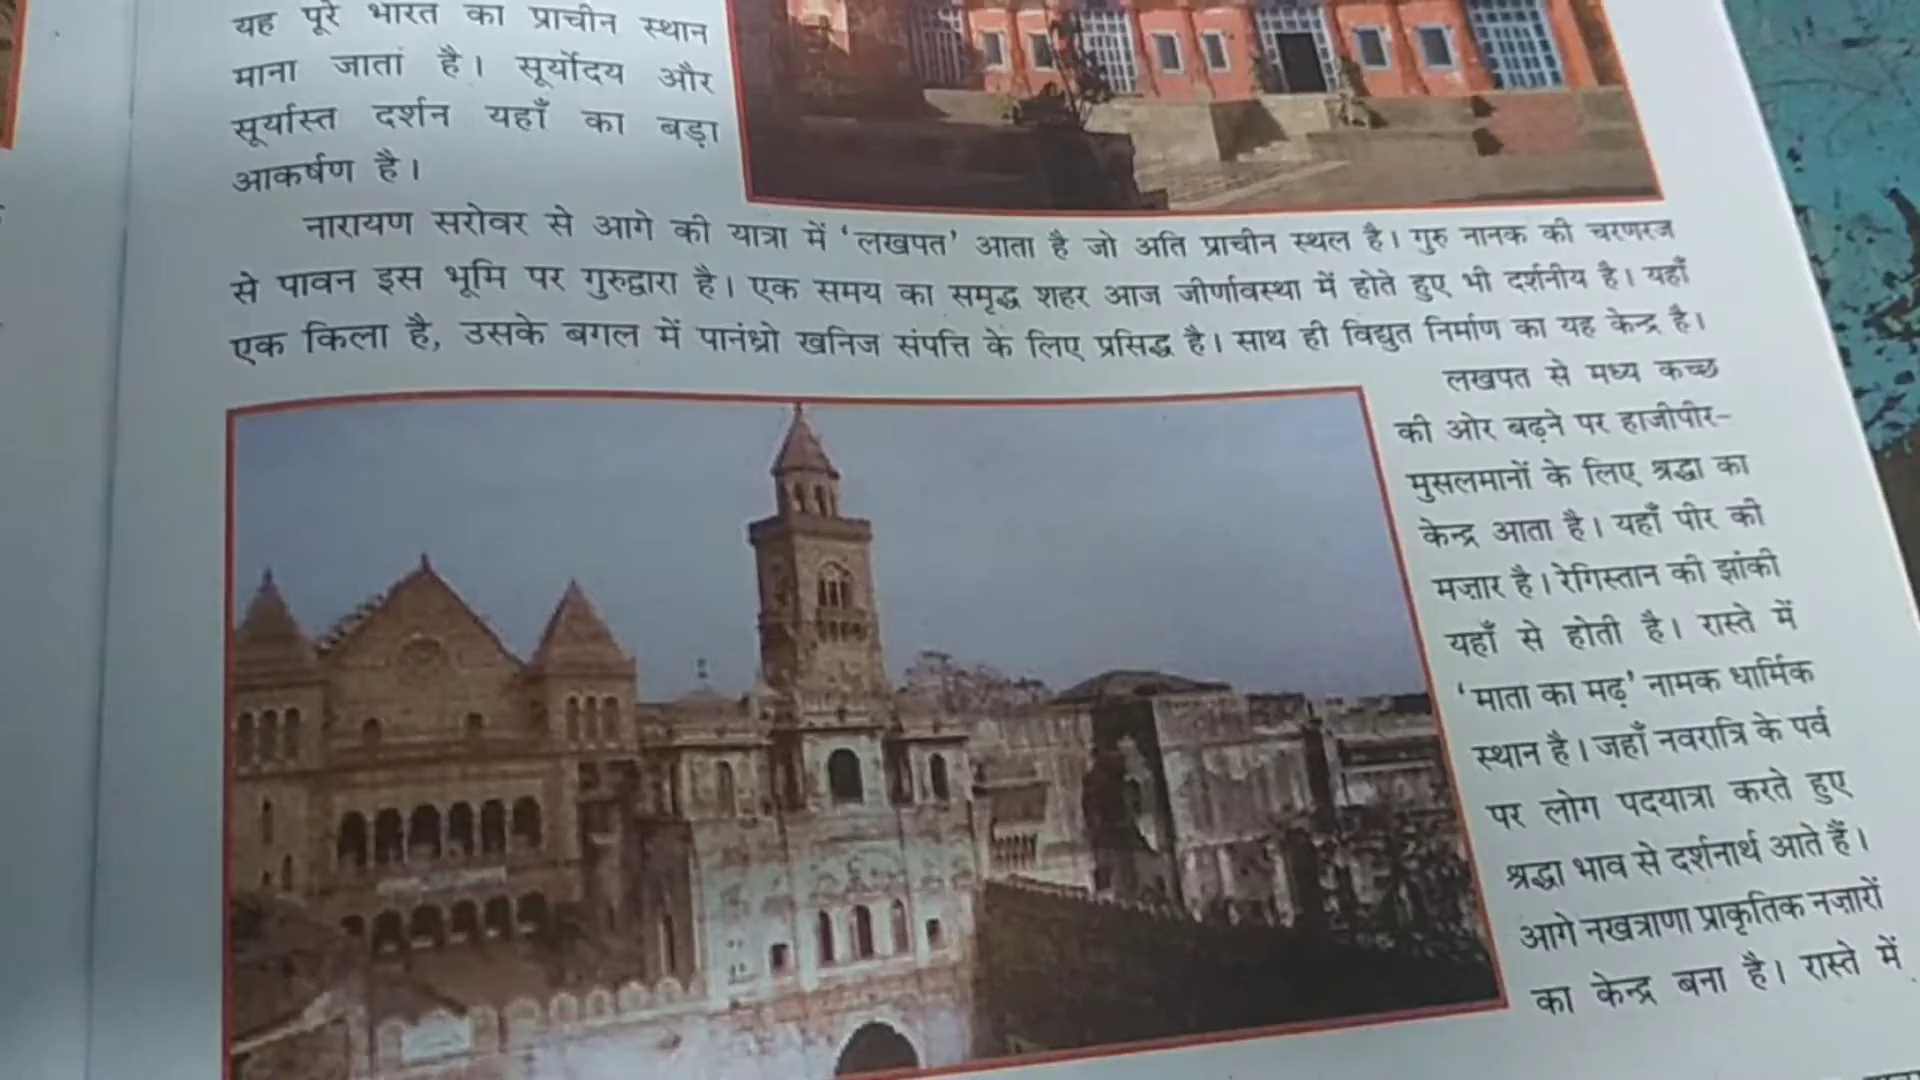 यह पूरे भारत का प्राचीन स्थान
माना जाता है। सूर्योदय और
सूर्यास्त दर्शन यहाँ का बड़ा
आकर्षण है।
नारायण सरोवर से आगे की यात्रा में ‘लखपत’ आता है जो अति प्राचीन स्थल है। गुरु नानक की चरणरज
से पावन इस भूमि पर गुरुद्वारा है। एक समय का समृद्ध शहर आज जीर्णावस्था में होते हुए भी दर्शनीय है। यहाँ
एक किला है, उसके बगल में पानंध्रो खनिज संपत्ति के लिए प्रसिद्ध है। साथ ही विद्युत निर्माण का यह केन्द्र है।
लखपत से मध्य कच्छ
की ओर बढ़ने पर हाजीपीर-
मुसलमानों के लिए श्रद्धा का
केन्द्र आता है। यहाँ पीर की
मज़ार है। रेगिस्तान की झांकी
यहाँ से होती है। रास्ते में
‘माता का मढ़’ नामक धार्मिक
स्थान है। जहाँ नवरात्रि के पर्व
पर लोग पदयात्रा करते हुए
श्रद्धा भाव से दर्शनार्थ आते हैं।
आगे नखत्राणा प्राकृतिक नज़ारों
का केन्द्र बना है। रास्ते में